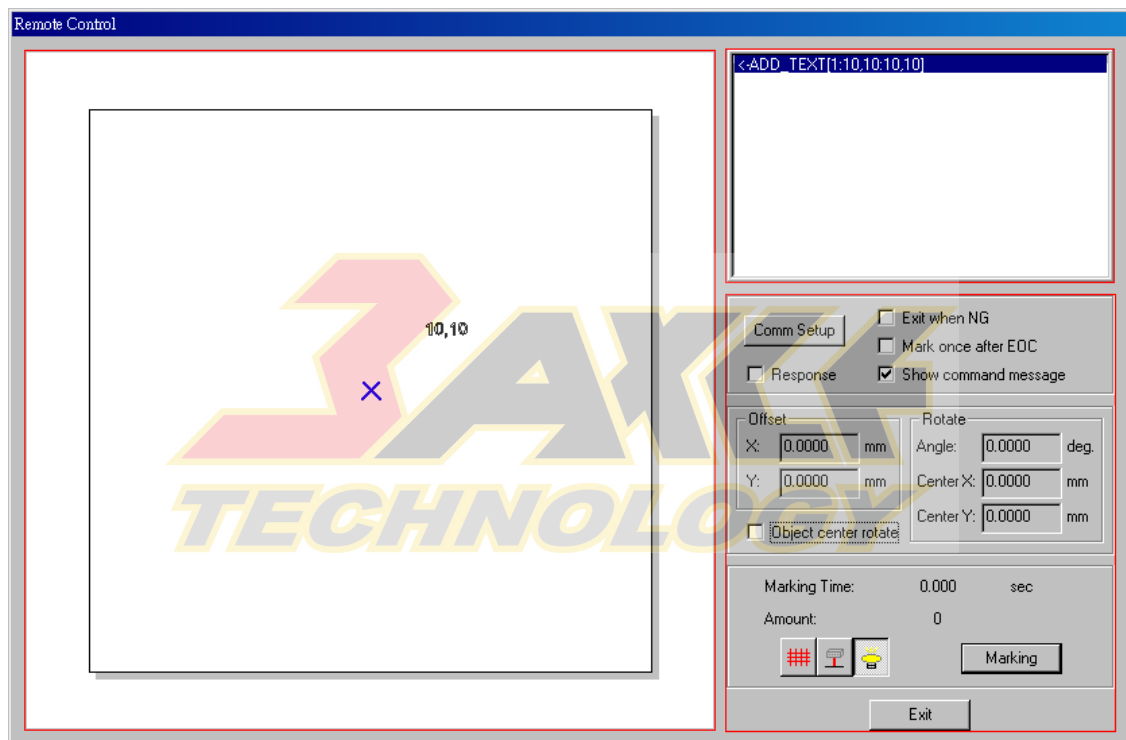 Remote Control
<-ADD_TEXT[1:10,10:10,10]
10,10
3AXLE
TECHNOLOGY
Comm Setup
Exit when NG
Mark once after EOC
Response
Show command message
Offset
X: 0.0000 mm
Y: 0.0000 mm
Rotate
Angle: 0.0000 deg.
Center X: 0.0000 mm
Center Y: 0.0000 mm
Object center rotate
Marking Time: 0.000 sec
Amount: 0
Marking
Exit